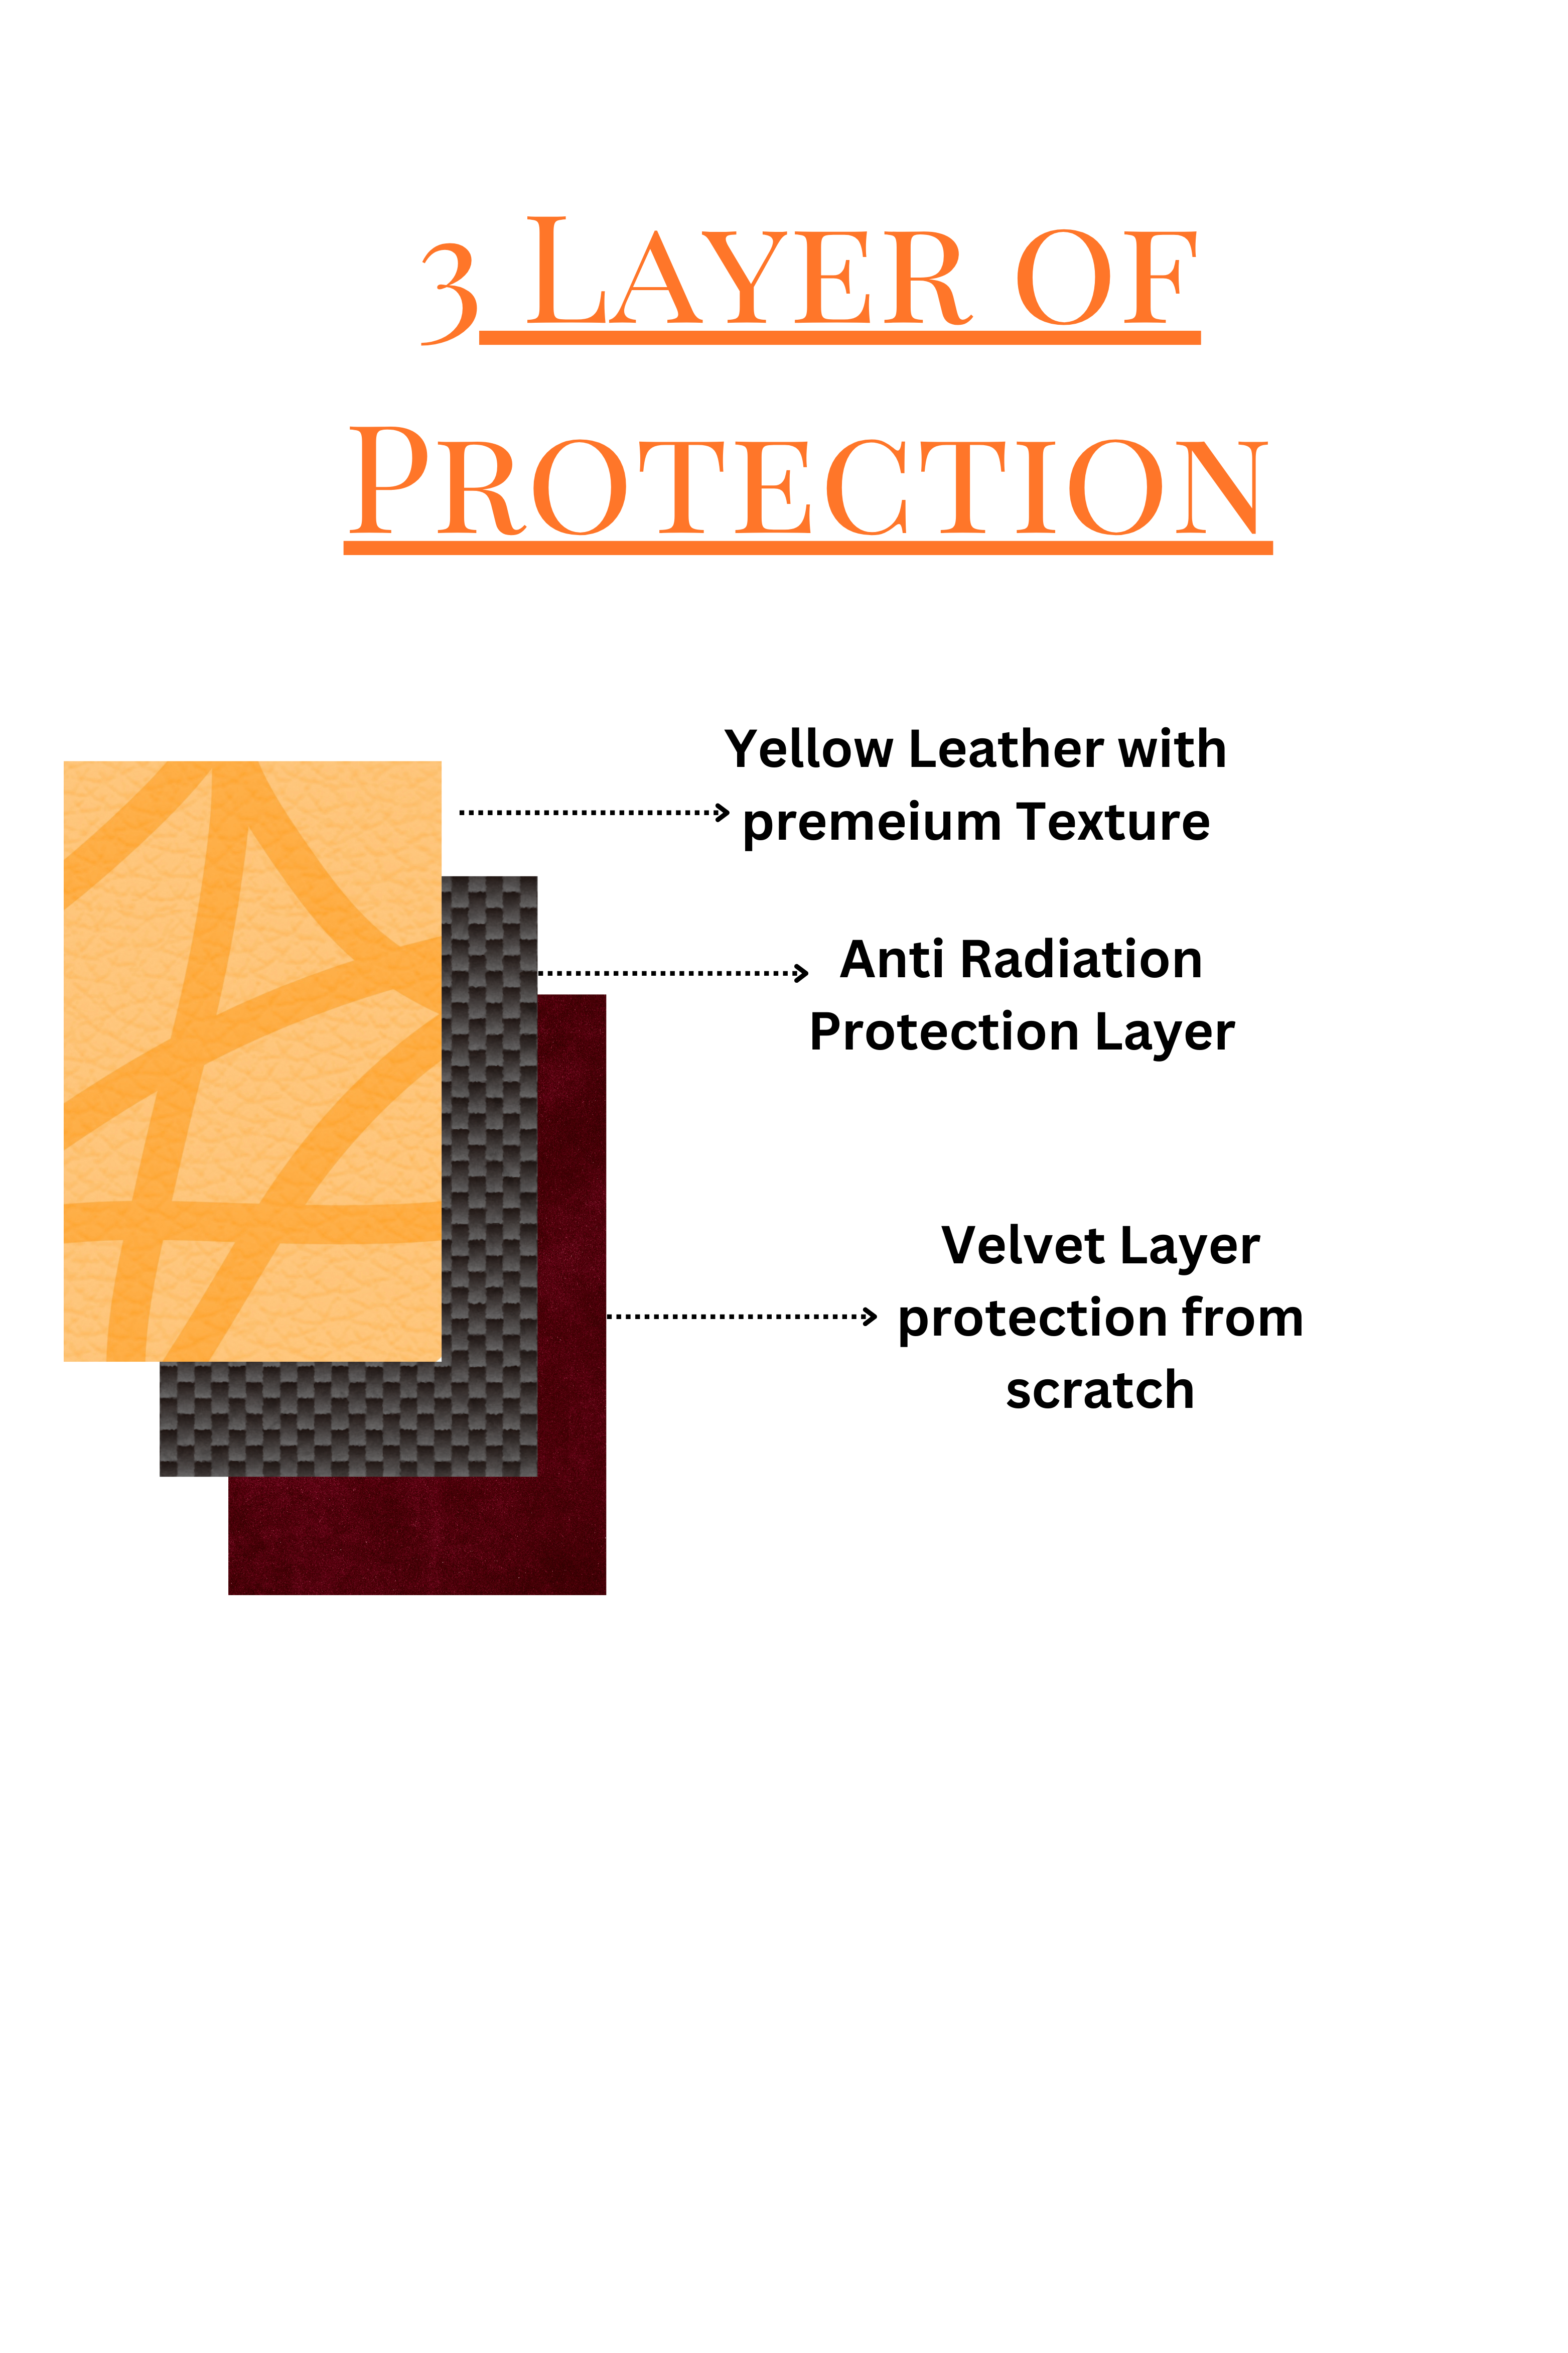 3 Layer of
Protection
Yellow Leather with
premeium Texture
Anti Radiation
Protection Layer
Velvet Layer
protection from
scratch